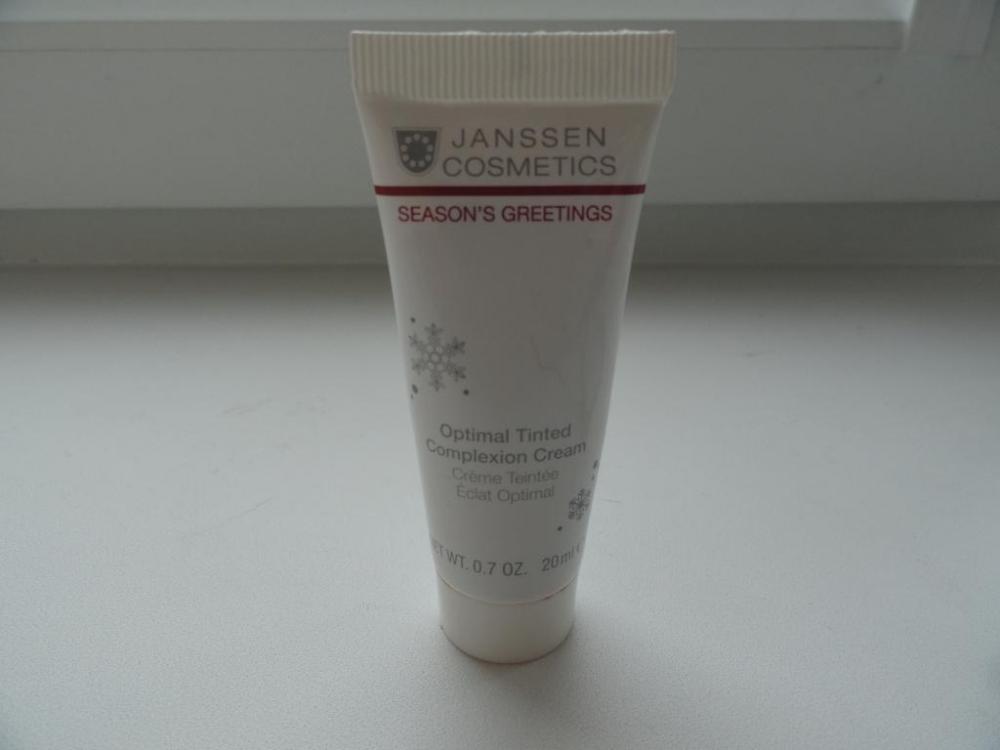 JANSSEN
COSMETICS
SEASON'S GREETINGS
Optimal Tinted
Complexion Cream
Crème Teintée
Éclat Optimal
WT. 0.7 OZ. 20ml